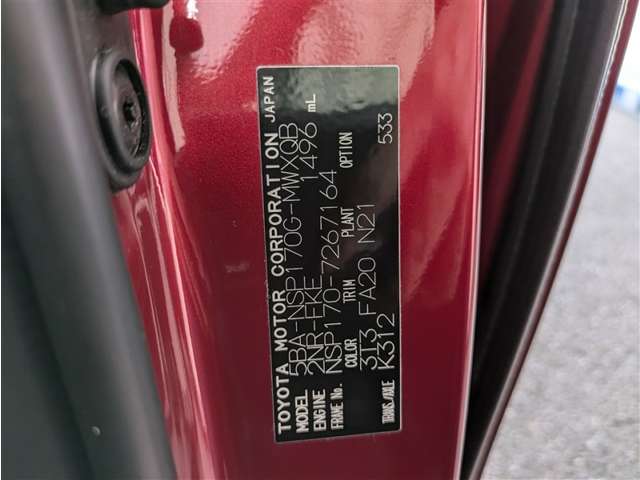 TOYOTA MOTOR CORPORATION JAPAN
MODEL 5BA-NSP170G-MWXQB
ENGINE 2NR-FKE 1496 mL
FRAME No. NSP170-7267164
COLOR TRIM PLANT OPTION
3T3 FA20 N21 533
TRANS/AXLE K312